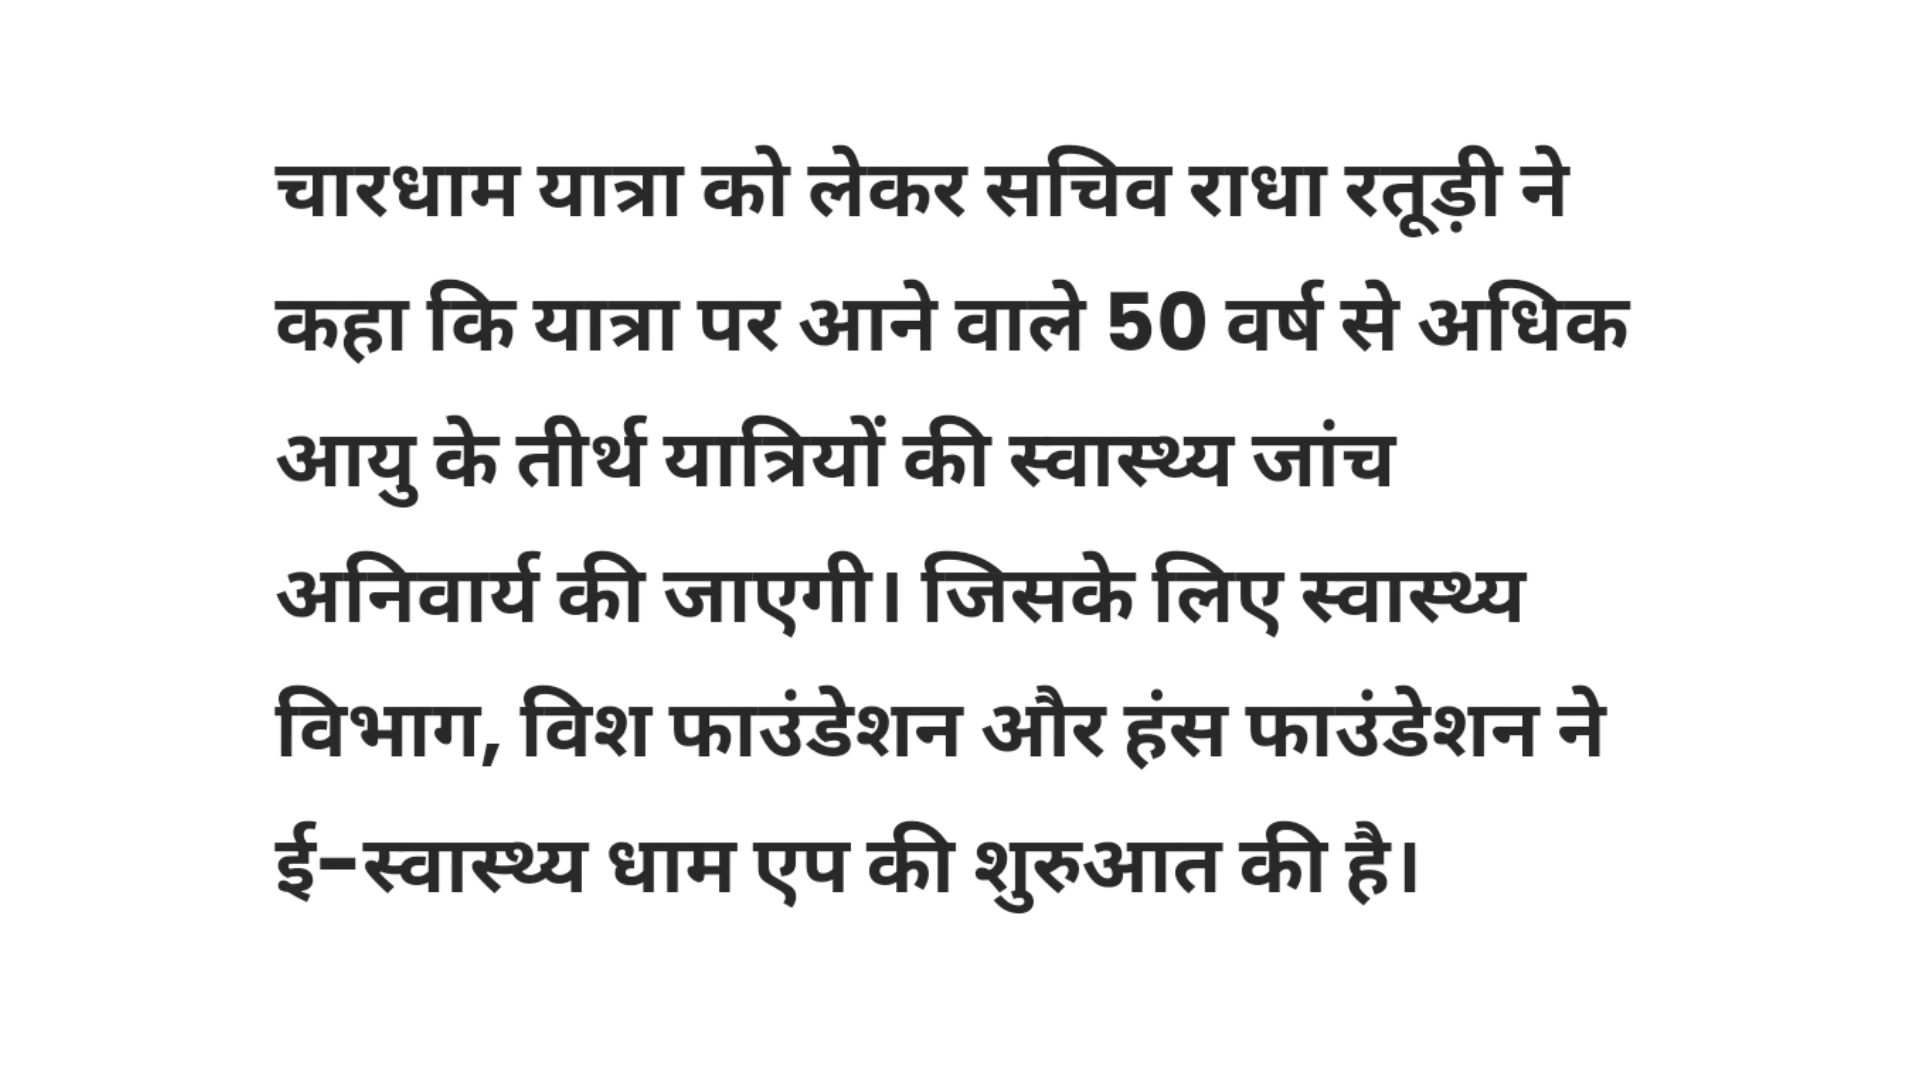 चारधाम यात्रा को लेकर सचिव राधा रतूड़ी ने
कहा कि यात्रा पर आने वाले 50 वर्ष से अधिक
आयु के तीर्थ यात्रियों की स्वास्थ्य जांच
अनिवार्य की जाएगी। जिसके लिए स्वास्थ्य
विभाग, विश फाउंडेशन और हंस फाउंडेशन ने
ई-स्वास्थ्य धाम एप की शुरुआत की है।